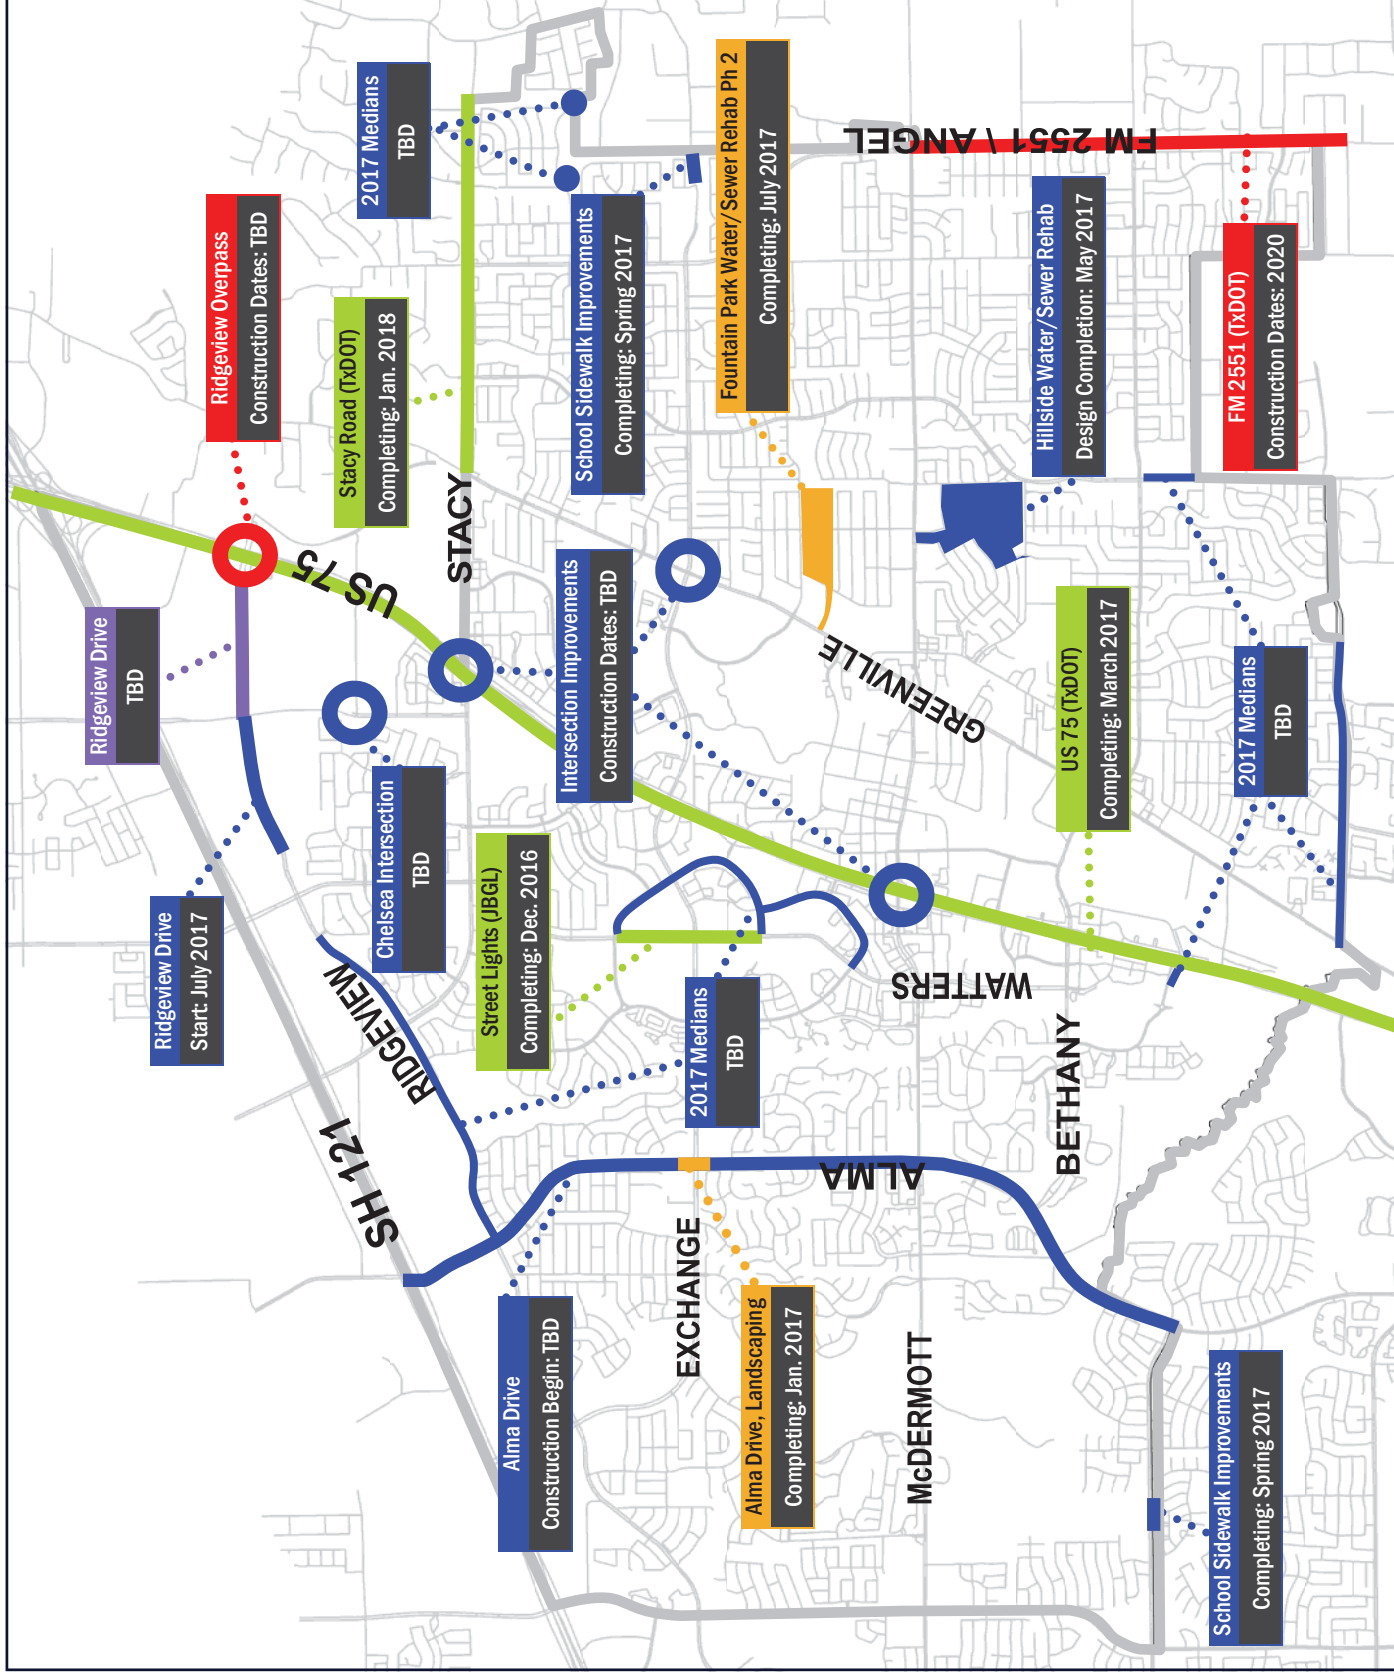 Ridgeview Drive
TBD
Ridgeview Overpass
Construction Dates: TBD
2017 Medians
TBD
Stacy Road (TxDOT)
Completing: Jan. 2018
US 75
STACY
School Sidewalk Improvements
Completing: Spring 2017
Fountain Park Water/Sewer Rehab Ph 2
Completing: July 2017
FM 2551 \ ANGEL
Hillside Water/Sewer Rehab
Design Completion: May 2017
FM 2551 (TxDOT)
Construction Dates: 2020
Intersection Improvements
Construction Dates: TBD
GREENVILLE
US 75 (TxDOT)
Completing: March 2017
2017 Medians
TBD
Ridgeview Drive
Start: July 2017
Chelsea Intersection
TBD
Street Lights (JBGL)
Completing: Dec. 2016
RIDGEVIEW
2017 Medians
TBD
WATTERS
BETHANY
SH 121
ALMA
EXCHANGE
McDERMOTT
Alma Drive
Construction Begin: TBD
Alma Drive, Landscaping
Completing: Jan. 2017
School Sidewalk Improvements
Completing: Spring 2017